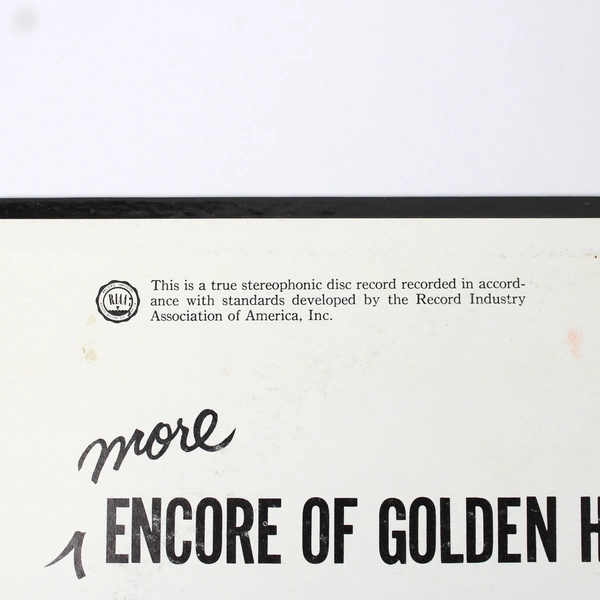 RIAA
This is a true stereophonic disc record recorded in accord-
ance with standards developed by the Record Industry
Association of America, Inc.
more
ENCORE OF GOLDEN H